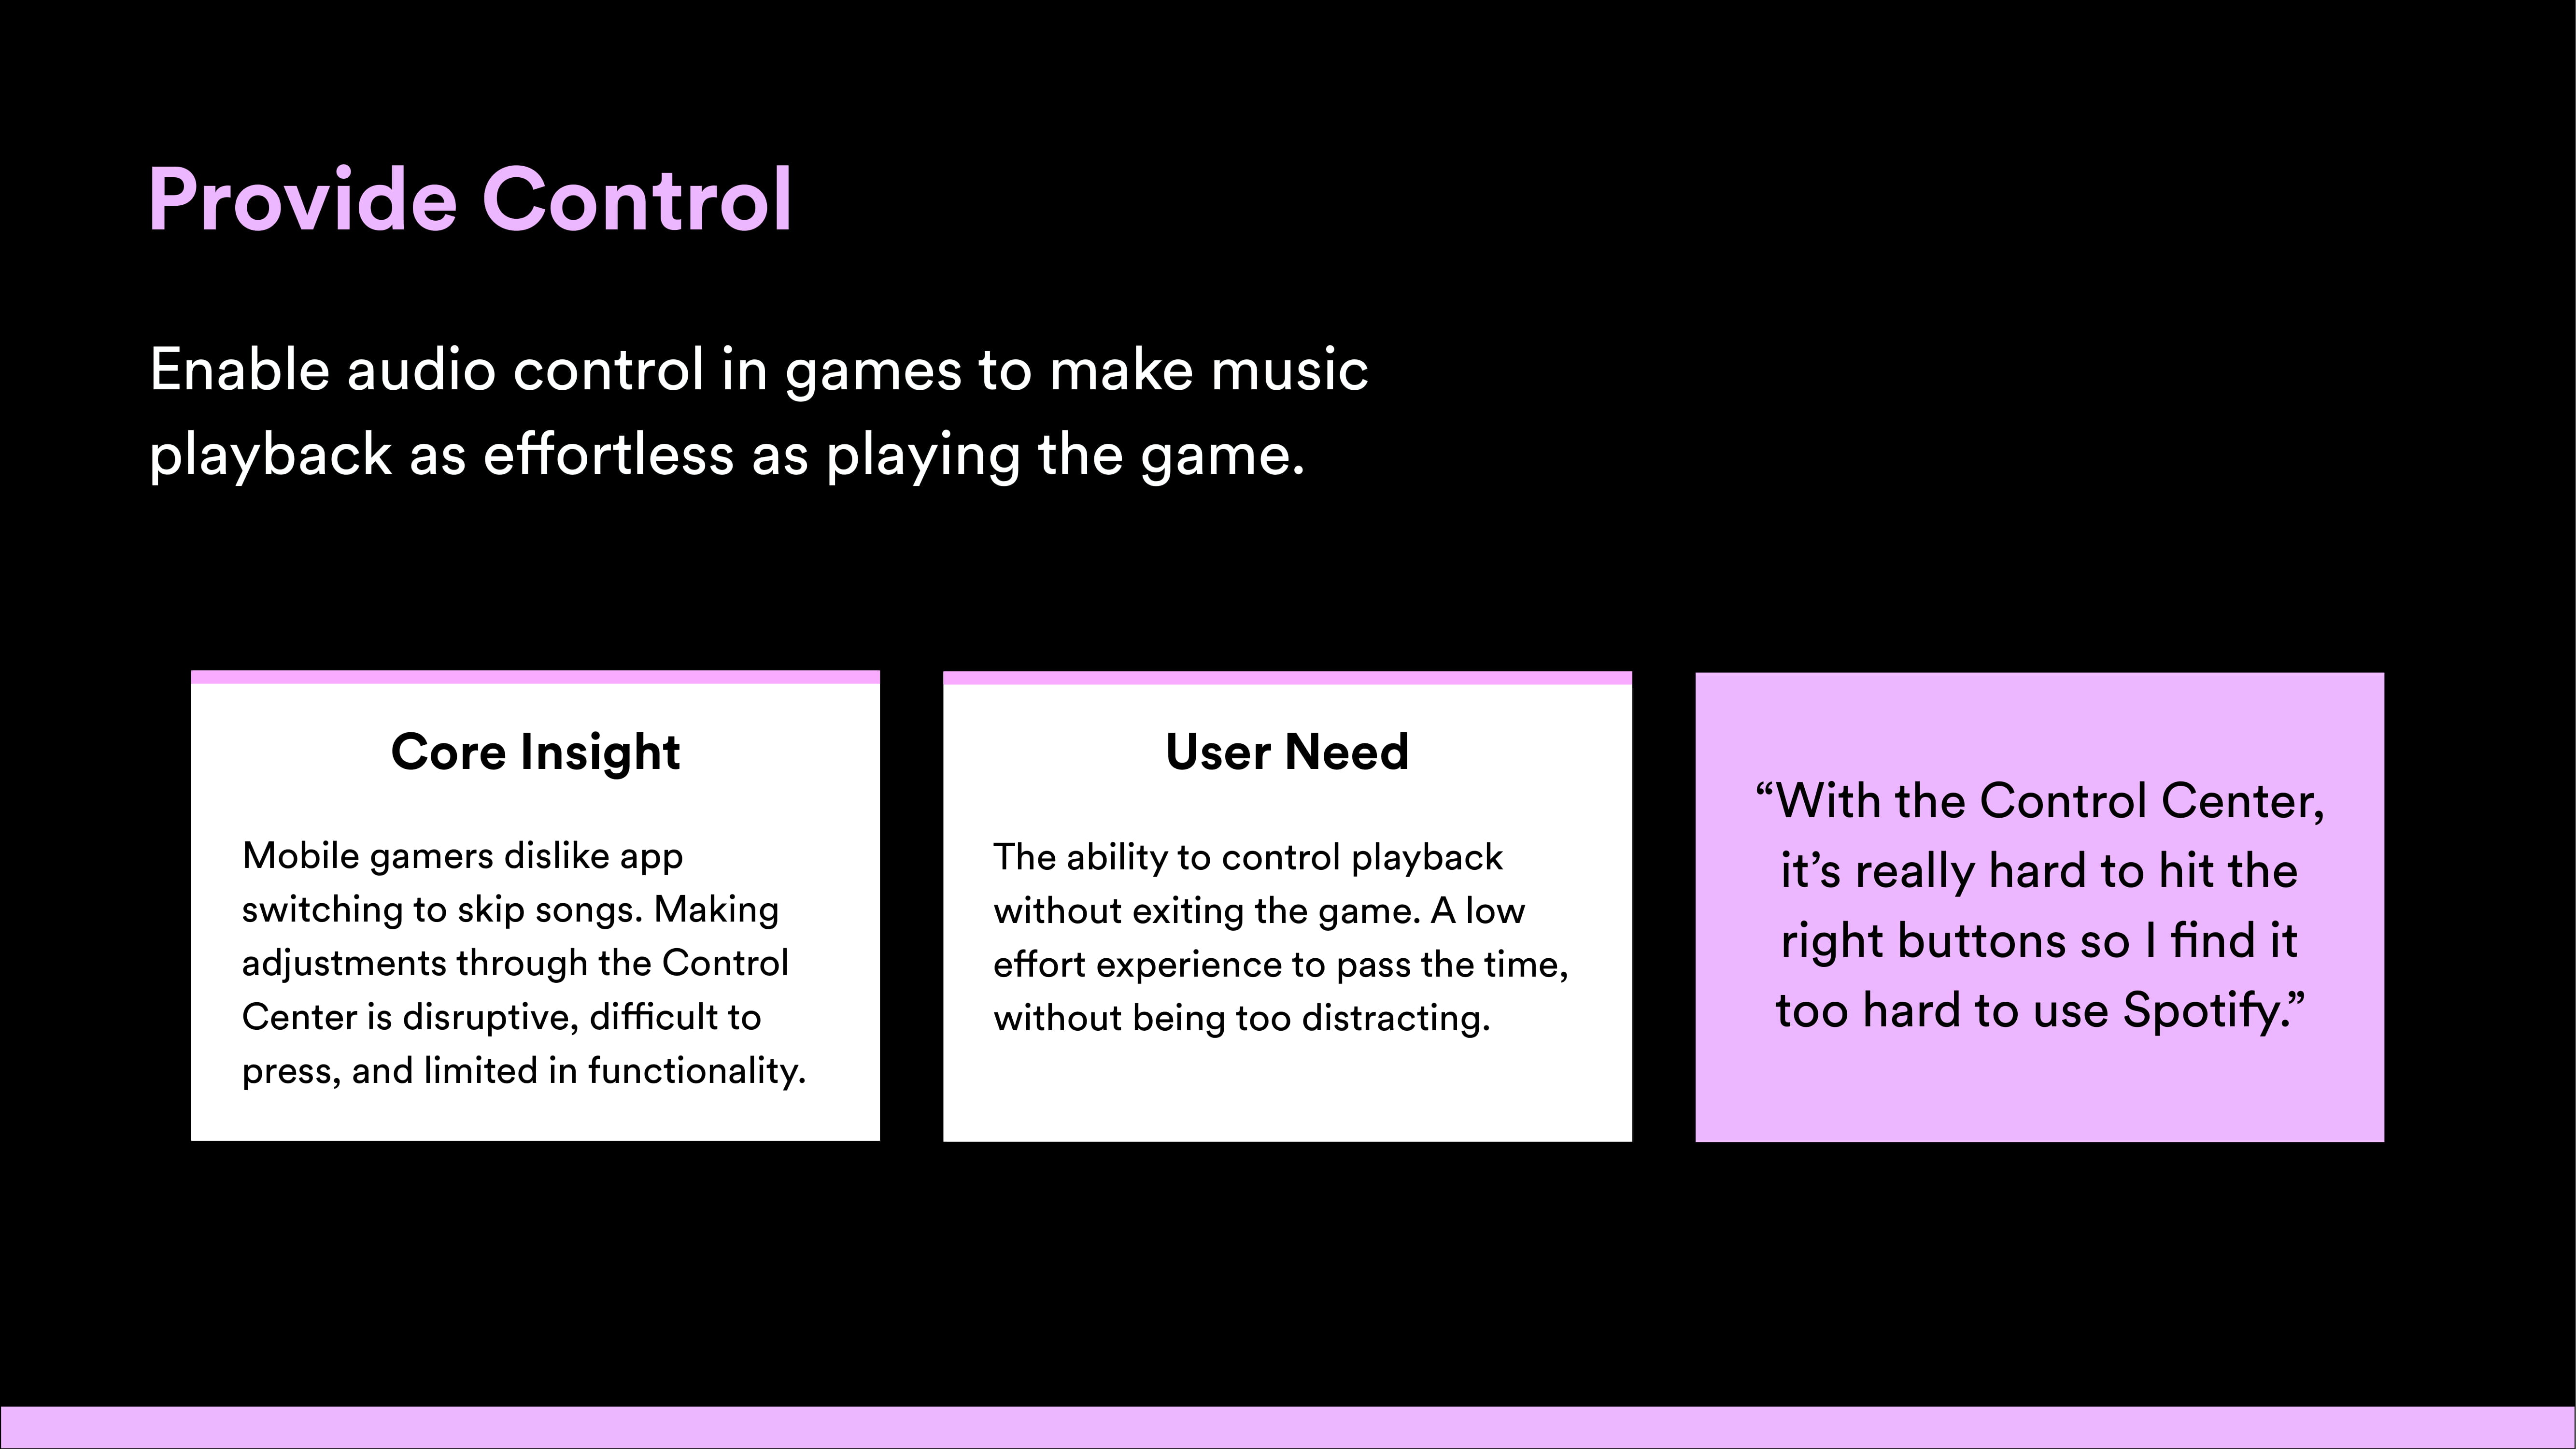 Provide Control
Enable audio control in games to make music
playback as effortless as playing the game.
Core Insight
Mobile gamers dislike app
switching to skip songs. Making
adjustments through the Control
Center is disruptive, difficult to
press, and limited in functionality.
User Need
The ability to control playback
without exiting the game. A low
effort experience to pass the time,
without being too distracting.
“With the Control Center,
it’s really hard to hit the
right buttons so I find it
too hard to use Spotify.”